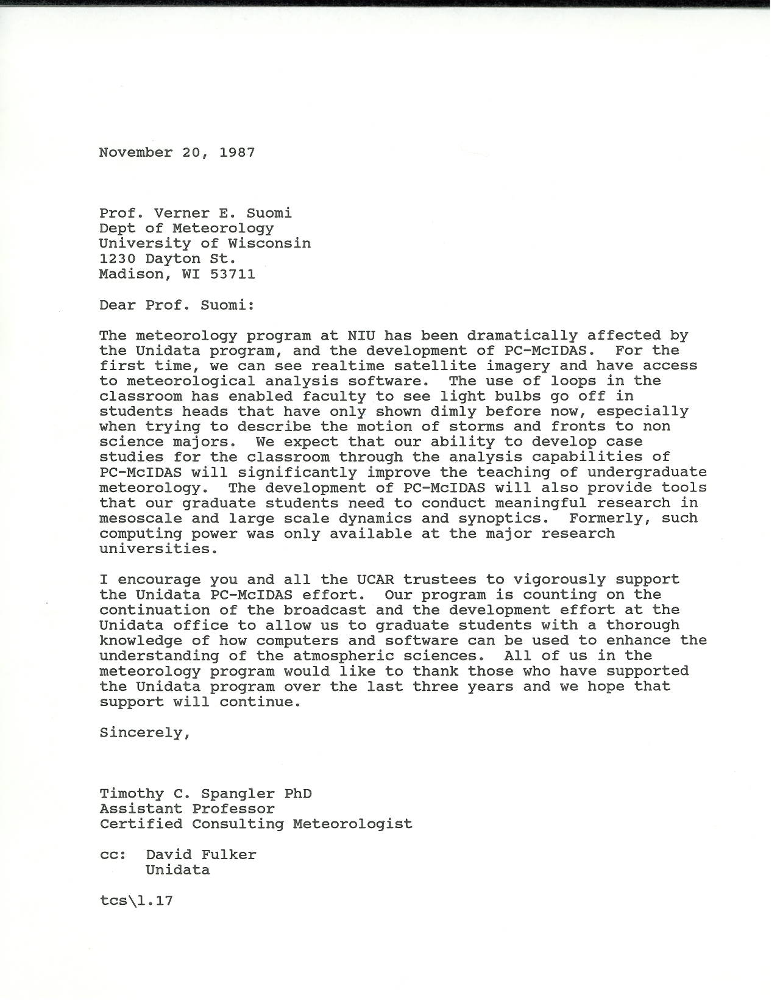 November 20, 1987
Prof. Verner E. Suomi
Dept of Meteorology
University of Wisconsin
1230 Dayton St.
Madison, WI 53711
Dear Prof. Suomi:
The meteorology program at NIU has been dramatically affected by
the Unidata program, and the development of PC-McIDAS. For the
first time, we can see realtime satellite imagery and have access
to meteorological analysis software. The use of loops in the
classroom has enabled faculty to see light bulbs go off in
students heads that have only shown dimly before now, especially
when trying to describe the motion of storms and fronts to non
science majors. We expect that our ability to develop case
studies for the classroom through the analysis capabilities of
PC-McIDAS will significantly improve the teaching of undergraduate
meteorology. The development of PC-McIDAS will also provide tools
that our graduate students need to conduct meaningful research in
mesoscale and large scale dynamics and synoptics. Formerly, such
computing power was only available at the major research
universities.
I encourage you and all the UCAR trustees to vigorously support
the Unidata PC-McIDAS effort. Our program is counting on the
continuation of the broadcast and the development effort at the
Unidata office to allow us to graduate students with a thorough
knowledge of how computers and software can be used to enhance the
understanding of the atmospheric sciences. All of us in the
meteorology program would like to thank those who have supported
the Unidata program over the last three years and we hope that
support will continue.
Sincerely,
Timothy C. Spangler PhD
Assistant Professor
Certified Consulting Meteorologist
cc: David Fulker
Unidata
tcs\l.17